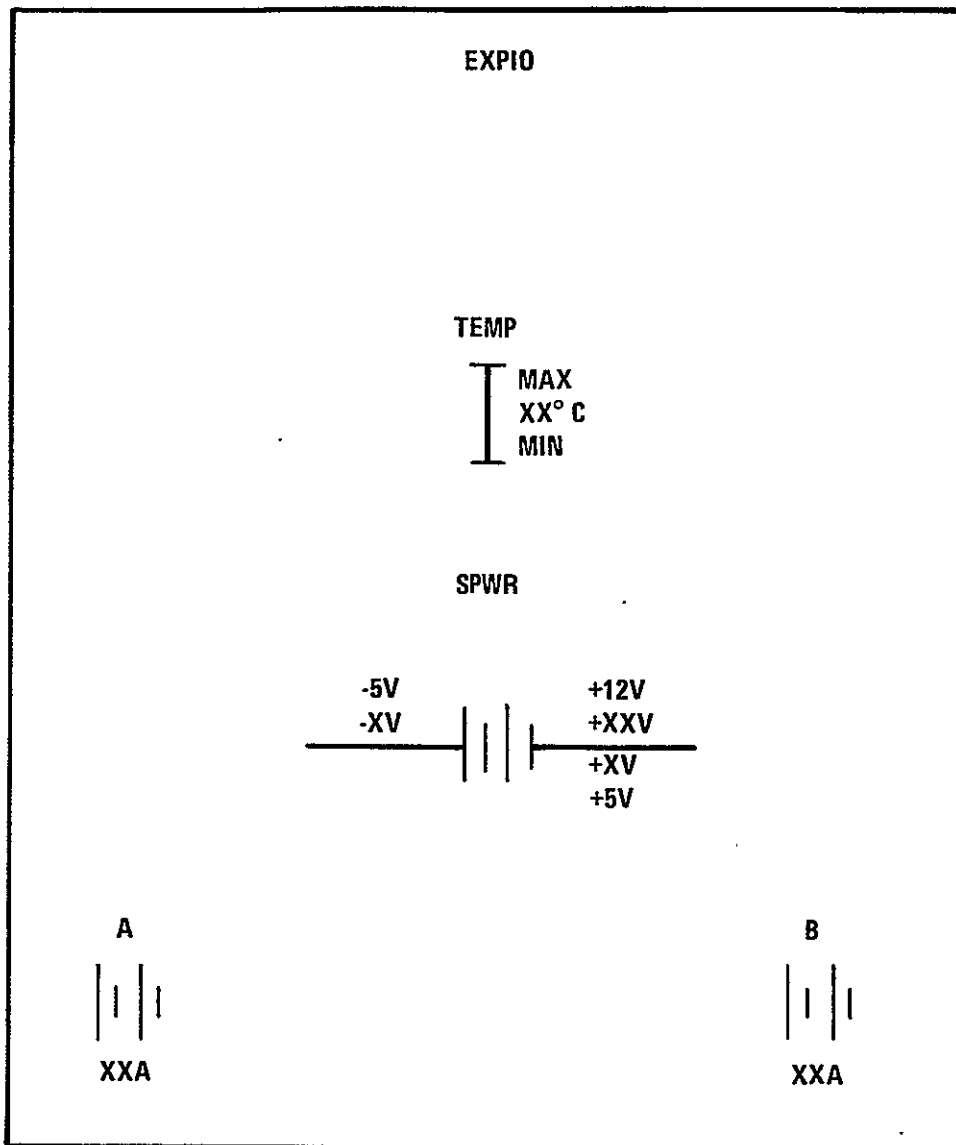 EXPIO
TEMP
MAX
XX° C
MIN
SPWR
-5V
-XV
+12V
+XXV
+XV
+5V
A
XXA
B
XXA